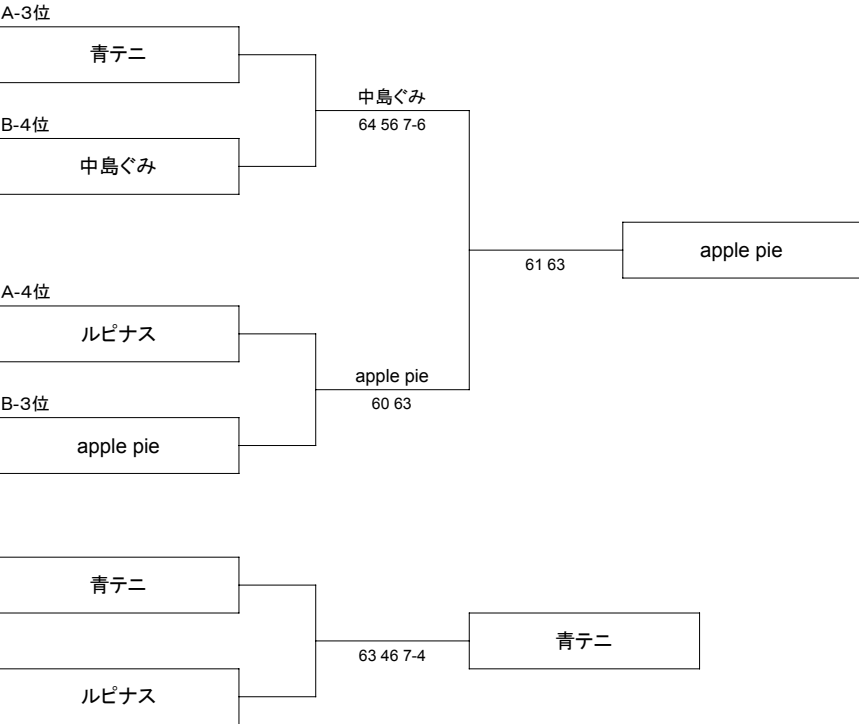 A-3位
青テニ
B-4位
中島ぐみ
中島ぐみ
64 56 7-6
A-4位
ルピナス
B-3位
apple pie
apple pie
60 63
61 63
apple pie
青テニ
ルピナス
63 46 7-4
青テニ